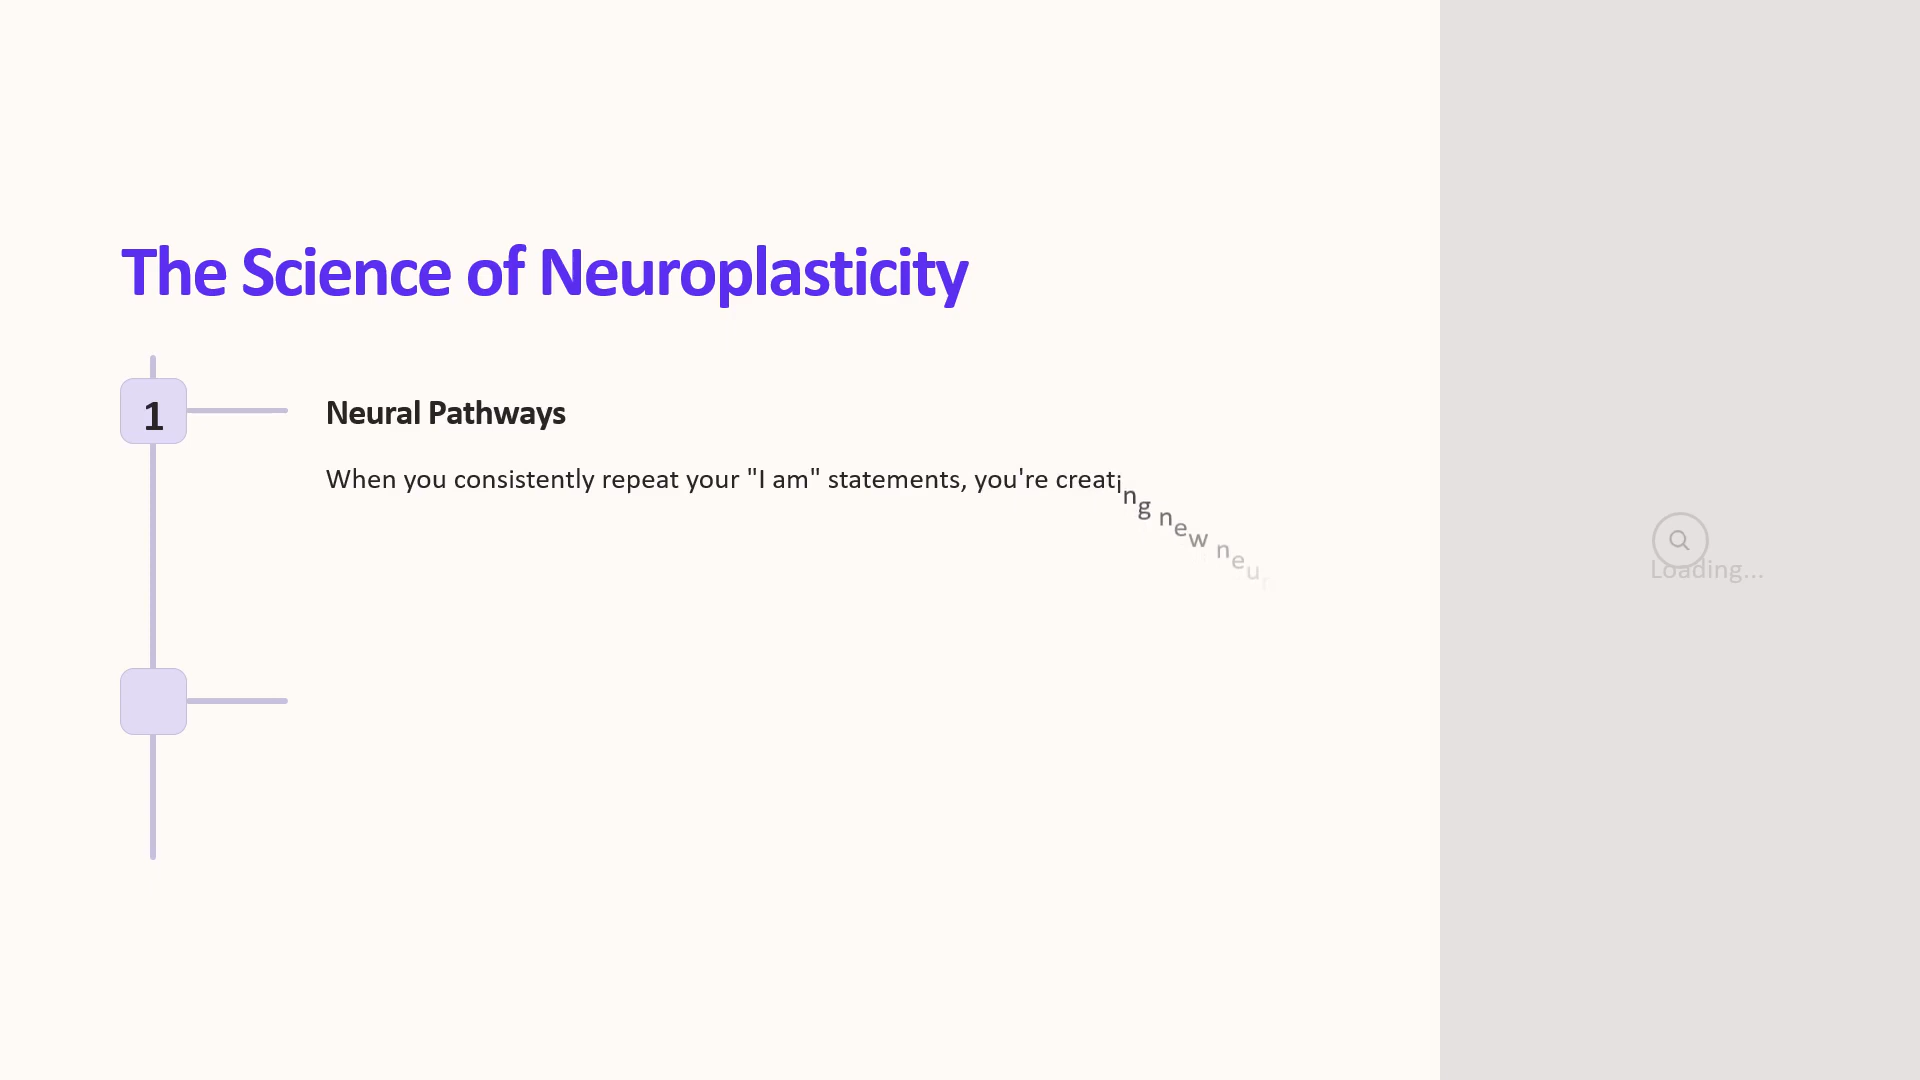 The Science of Neuroplasticity
1
Neural Pathways
When you consistently repeat your "I am" statements, you're creating new neur
Loading...